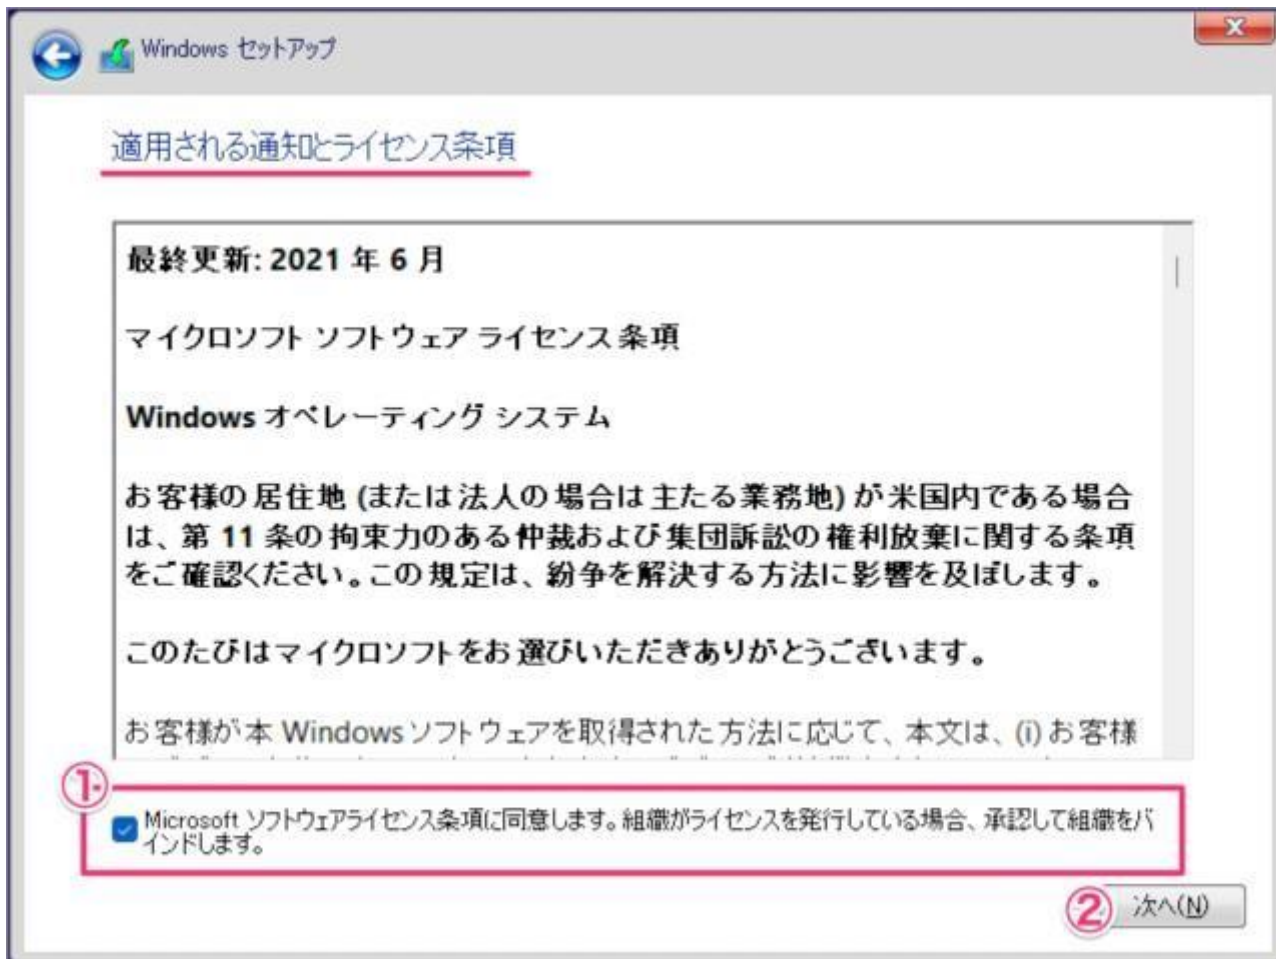 Windows セットアップ
適用される通知とライセンス条項
最終更新: 2021 年 6 月
マイクロソフト ソフトウェア ライセンス条項
Windows オペレーティング システム
お客様の居住地 (または法人の場合は主たる業務地) が米国内である場合
は、第 11 条の拘束力のある仲裁および集団訴訟の権利放棄に関する条項
をご確認ください。この規定は、紛争を解決する方法に影響を及ぼします。
このたびはマイクロソフトをお選びいただきありがとうございます。
お客様が本 Windows ソフトウェアを取得された方法に応じて、本文は、(i) お客様
①
Microsoft ソフトウェアライセンス条項に同意します。組織がライセンスを発行している場合、承認して組織をバ
インドします。
② 次へ(N)